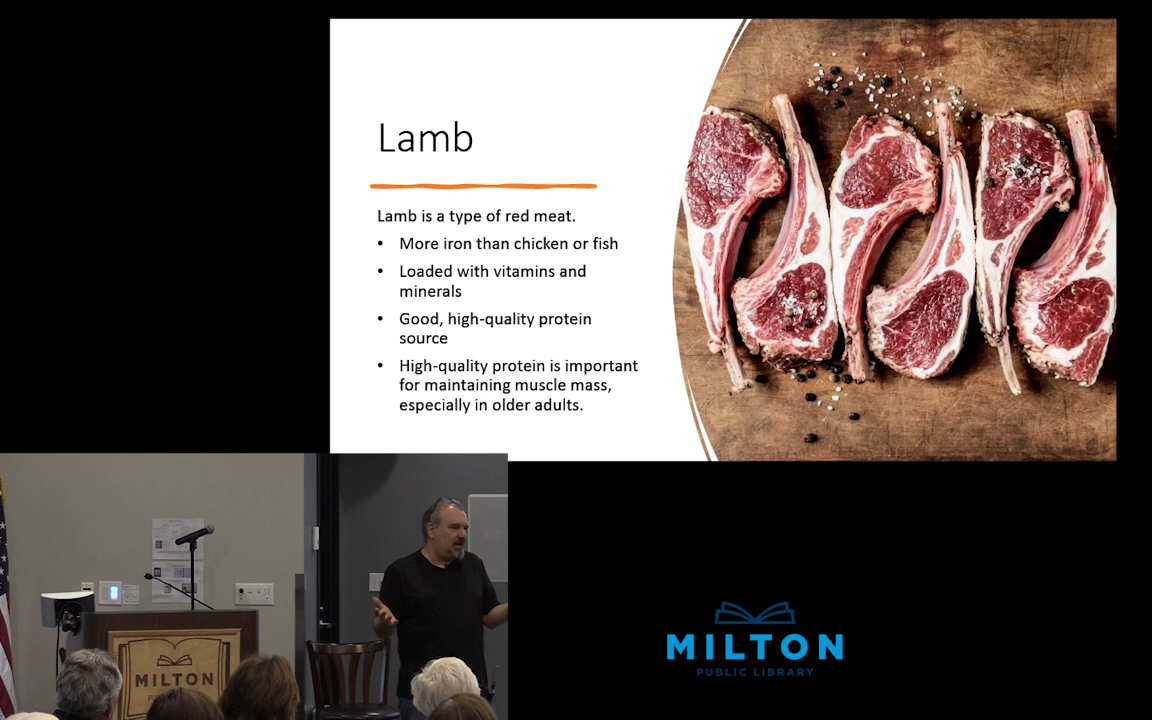 Lamb
Lamb is a type of red meat.
• More iron than chicken or fish
• Loaded with vitamins and
minerals
• Good, high-quality protein
source
• High-quality protein is important
for maintaining muscle mass,
especially in older adults.
MILTON
MILTON
PUBLIC LIBRARY